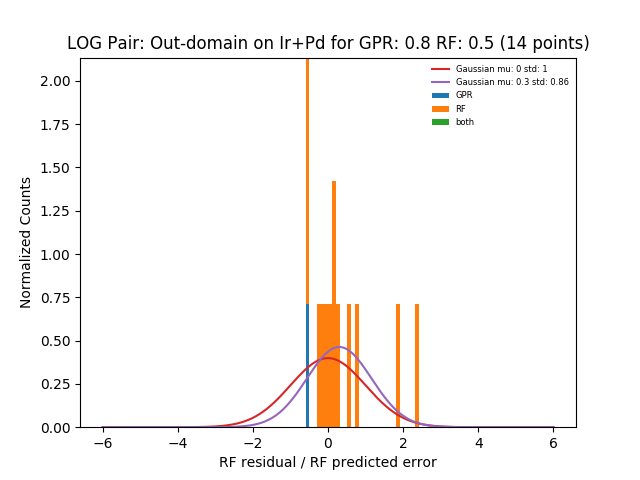 LOG Pair: Out-domain on Ir+Pd for GPR: 0.8 RF: 0.5 (14 points)
Gaussian mu: 0 std: 1
Gaussian mu: 0.3 std: 0.86
GPR
RF
both
Normalized Counts
2.00
1.75
1.50
1.25
1.00
0.75
0.50
0.25
0.00
−6 −4 −2 0 2 4 6
RF residual / RF predicted error